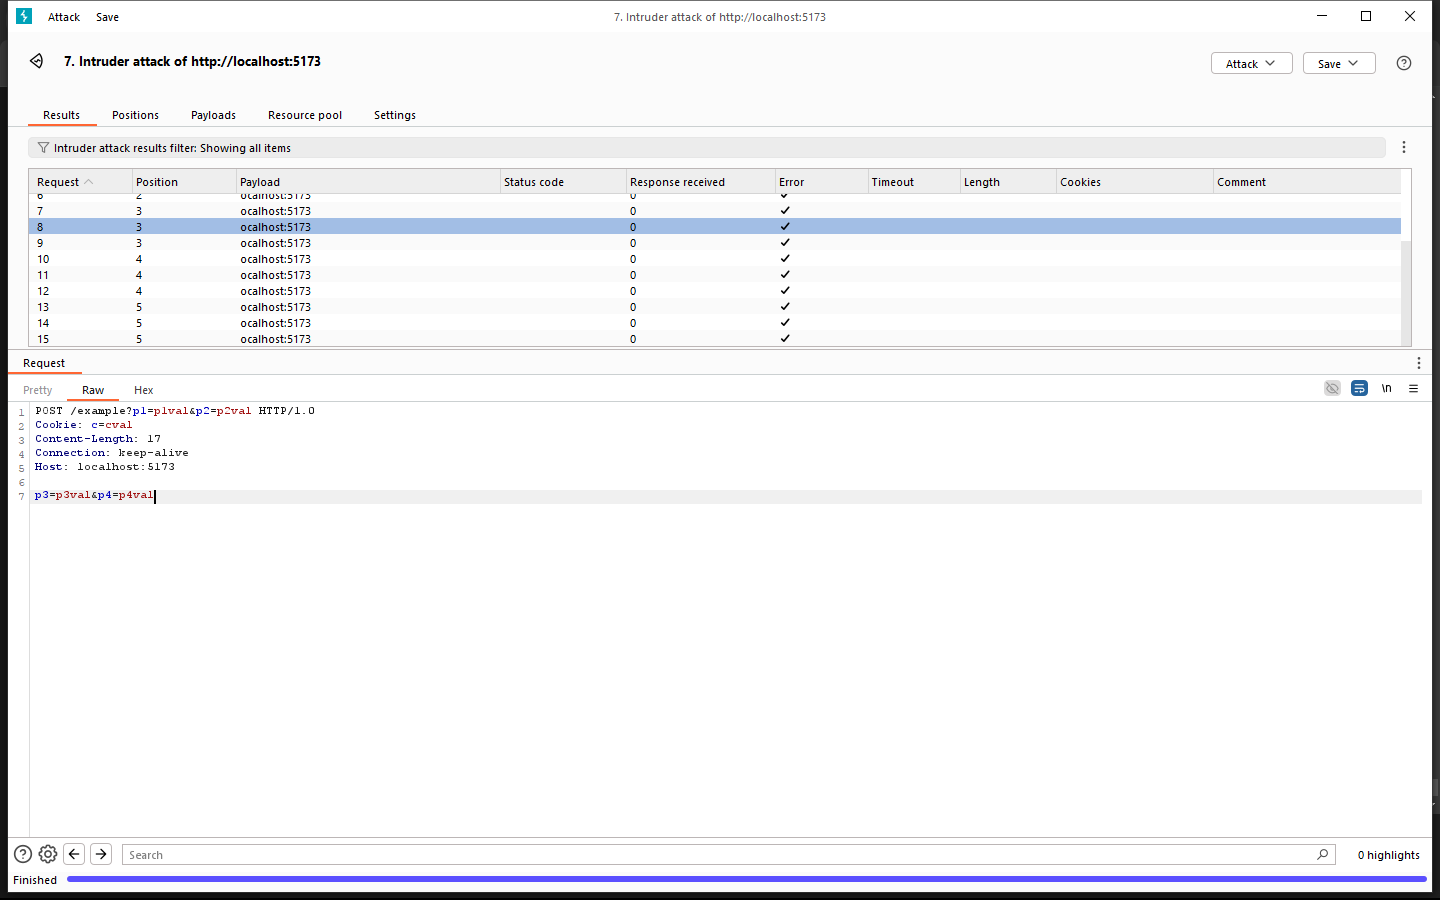 Attack Save 7. Intruder attack of http://localhost:5173
7. Intruder attack of http://localhost:5173 Attack Save
Results Positions Payloads Resource pool Settings
Intruder attack results filter: Showing all items
Request Position Payload Status code Response received Error Timeout Length Cookies Comment
6 2 ocalhost:5173 0
7 3 ocalhost:5173 0
8 3 ocalhost:5173 0
9 3 ocalhost:5173 0
10 4 ocalhost:5173 0
11 4 ocalhost:5173 0
12 4 ocalhost:5173 0
13 5 ocalhost:5173 0
14 5 ocalhost:5173 0
15 5 ocalhost:5173 0
Request
Pretty Raw Hex \n
1 POST /example?p1=p1val&p2=p2val HTTP/1.0
2 Cookie: c=cval
3 Content-Length: 17
4 Connection: keep-alive
5 Host: localhost:5173
6
7 p3=p3val&p4=p4val
Search 0 highlights
Finished